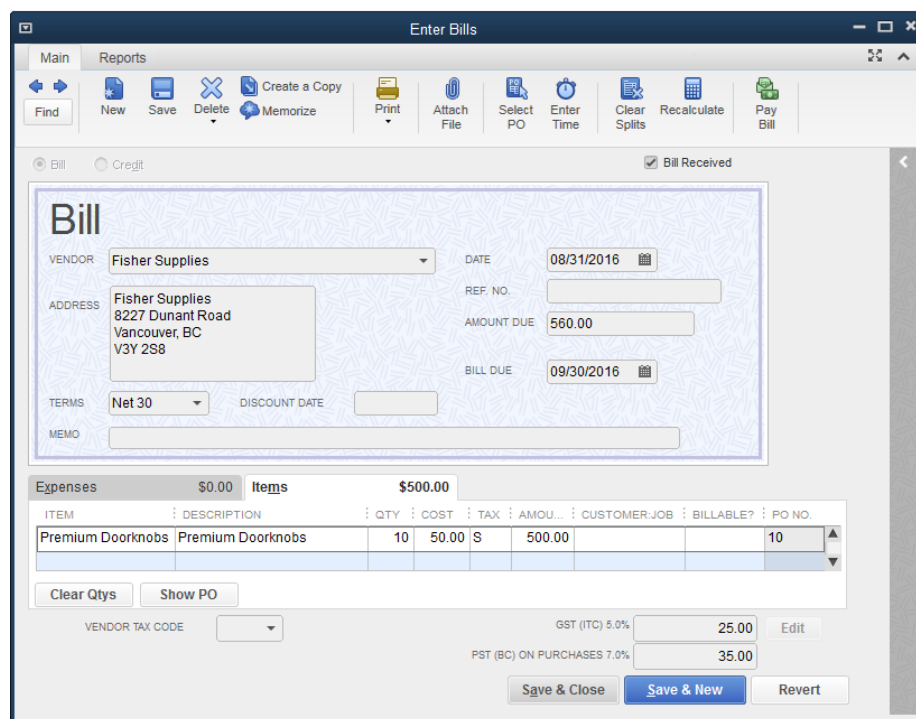 Enter Bills
Main Reports
Find
New
Save
Delete
Create a Copy
Memorize
Print
Attach File
Select PO
Enter Time
Clear Splits
Recalculate
Pay Bill
Bill Credit
Bill Received
Bill
VENDOR Fisher Supplies
DATE 08/31/2016
REF. NO.
ADDRESS
Fisher Supplies
8227 Dunant Road
Vancouver, BC
V3Y 2S8
AMOUNT DUE 560.00
BILL DUE 09/30/2016
TERMS Net 30 DISCOUNT DATE
MEMO
Expenses $0.00 Items $500.00
ITEM DESCRIPTION QTY COST TAX AMOU... CUSTOMER:JOB BILLABLE? PO NO.
Premium Doorknobs Premium Doorknobs 10 50.00 S 500.00 10
Clear Qtys Show PO
VENDOR TAX CODE
GST (ITC) 5.0% 25.00 Edit
PST (BC) ON PURCHASES 7.0% 35.00
Save & Close Save & New Revert